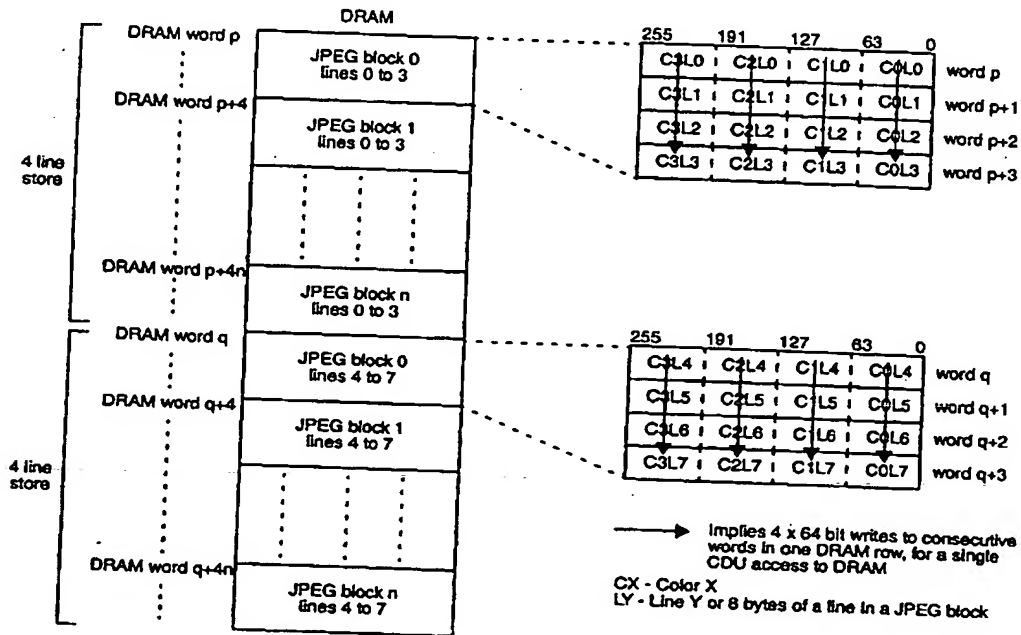 DRAM
DRAM word p
JPEG block 0
lines 0 to 3
DRAM word p+4
JPEG block 1
lines 0 to 3
4 line
store
DRAM word p+4n
JPEG block n
lines 0 to 3
255 191 127 63 0
C3L0 C2L0 C1L0 C0L0 word p
C3L1 C2L1 C1L1 C0L1 word p+1
C3L2 C2L2 C1L2 C0L2 word p+2
C3L3 C2L3 C1L3 C0L3 word p+3
DRAM word q
JPEG block 0
lines 4 to 7
DRAM word q+4
JPEG block 1
lines 4 to 7
4 line
store
DRAM word q+4n
JPEG block n
lines 4 to 7
255 191 127 63 0
C3L4 C2L4 C1L4 C0L4 word q
C3L5 C2L5 C1L5 C0L5 word q+1
C3L6 C2L6 C1L6 C0L6 word q+2
C3L7 C2L7 C1L7 C0L7 word q+3
Implies 4 x 64 bit writes to consecutive
words in one DRAM row, for a single
CDU access to DRAM
CX - Color X
LY - Line Y or 8 bytes of a line in a JPEG block